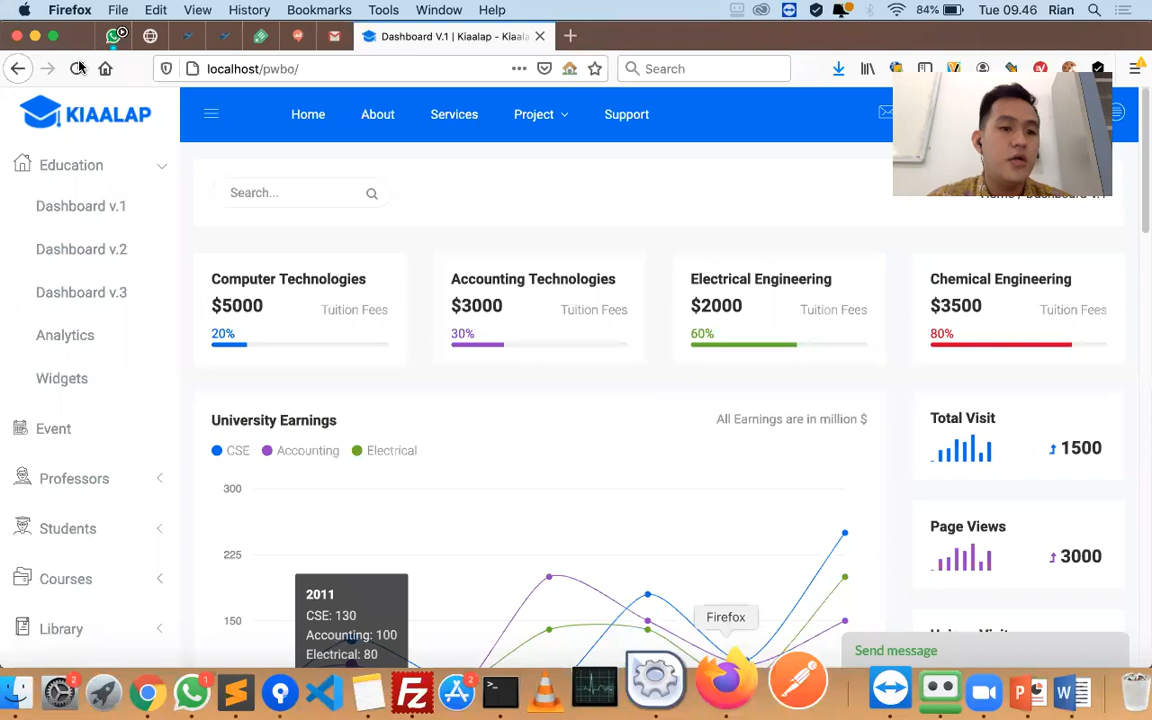 Firefox File Edit View History Bookmarks Tools Window Help 84% Tue 09.46 Rian
Dashboard V.1 | Kiaalap - Kiaala
localhost/pwbo/
Search
KIAALAP
Home About Services Project Support
Education
Search...
Dashboard v.1
Dashboard v.2
Dashboard v.3
Analytics
Widgets
Event
Professors
Students
Courses
Library
Computer Technologies
$5000 Tuition Fees
20%
Accounting Technologies
$3000 Tuition Fees
30%
Electrical Engineering
$2000 Tuition Fees
60%
Chemical Engineering
$3500 Tuition Fees
80%
University Earnings
All Earnings are in million $
CSE Accounting Electrical
300
225
150
2011
CSE: 130
Accounting: 100
Electrical: 80
Total Visit
1500
Page Views
3000
Firefox
Send message
2
1
2